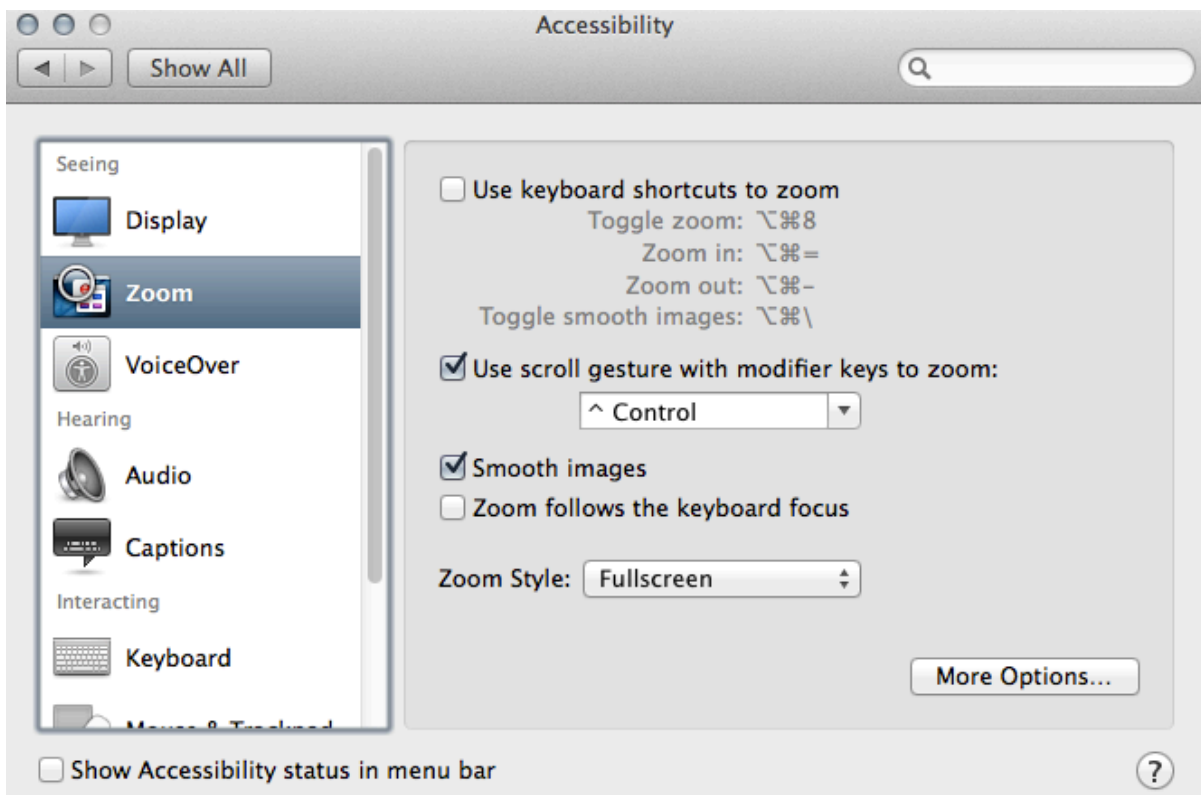 Accessibility
Show All
Seeing
Display
Zoom
VoiceOver
Hearing
Audio
Captions
Interacting
Keyboard
Mouse & Trackpad
Use keyboard shortcuts to zoom
Toggle zoom: ⌥⌘8
Zoom in: ⌥⌘=
Zoom out: ⌥⌘-
Toggle smooth images: ⌥⌘\
Use scroll gesture with modifier keys to zoom:
^ Control
Smooth images
Zoom follows the keyboard focus
Zoom Style: Fullscreen
More Options...
Show Accessibility status in menu bar
?